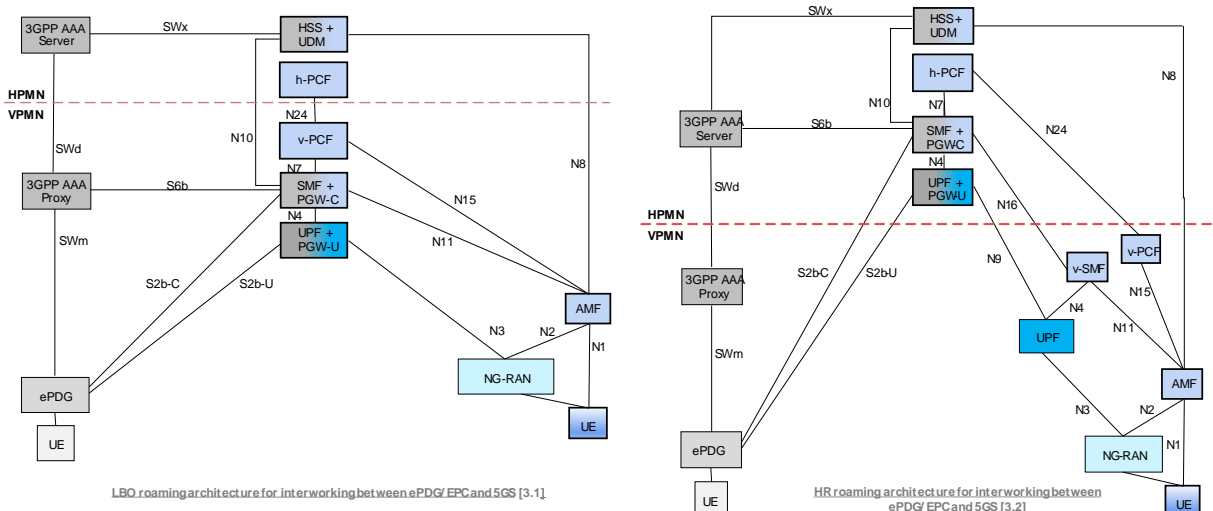 3GPP AAA
Server
SWx
HSS +
UDM
h-PCF
HPMN
VPMN
N24
N10
v-PCF
N8
SWd
N7
3GPP AAA
Proxy
S6b
SMF +
PGW-C
N15
N4
SWm
UPF +
PGW-U
N11
S2b-C
S2b-U
AMF
N3
N2
N1
NG-RAN
ePDG
UE
UE
LBO roaming architecture for interworking between ePDG/ EPC and 5GS [3.1]
SWx
HSS+
UDM
h-PCF
N8
N10
N7
3GPP AAA
Server
S6b
SMF +
PGW-C
N24
N4
SWd
UPF +
PGW-U
N16
HPMN
VPMN
v-PCF
S2b-C
S2b-U
N9
v-SMF
3GPP AAA
Proxy
N15
N4
N11
UPF
SWm
AMF
N3
N2
ePDG
N1
NG-RAN
UE
UE
HR roaming architecture for interworking between
ePDG/ EPC and 5GS [3.2]